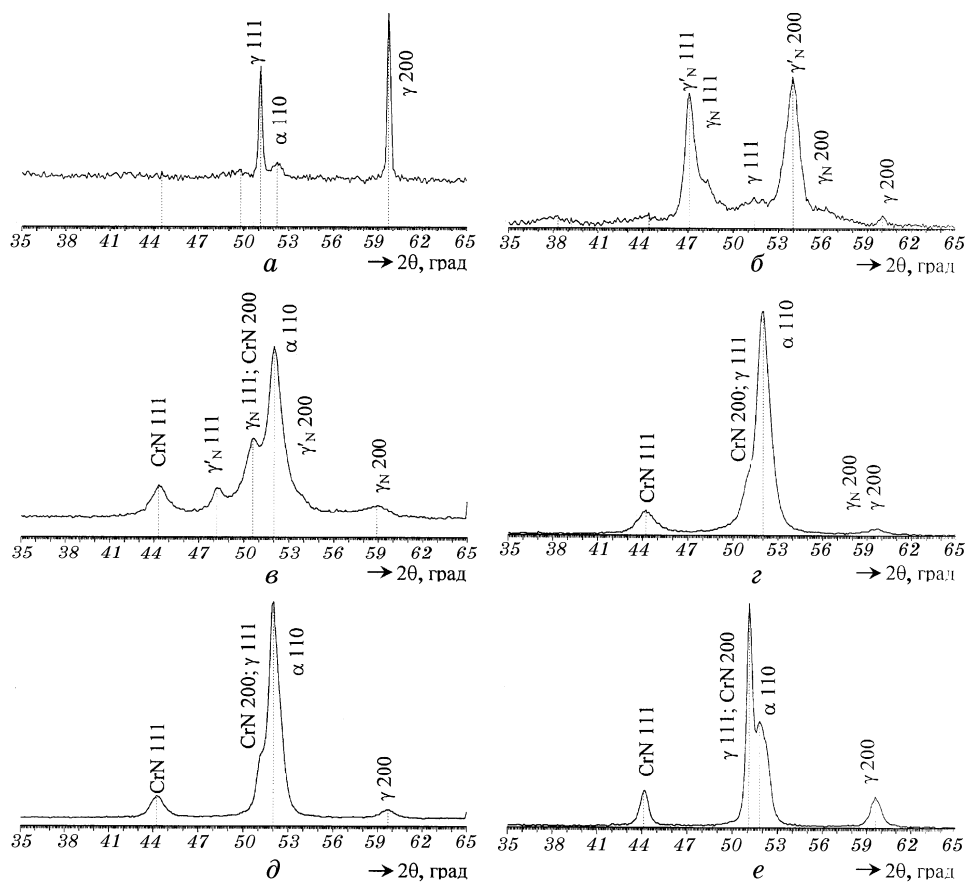 γ 111
α 110
γ 200
35 38 41 44 47 50 53 56 59 62 65
а → 2θ, град
γ′N 111
γN 111
γ 111
γ′N 200
γN 200
γ 200
35 38 41 44 47 50 53 56 59 62 65
б → 2θ, град
CrN 111
γ′N 111
γN 111; CrN 200
α 110
γ′N 200
γN 200
35 38 41 44 47 50 53 56 59 62 65
в → 2θ, град
CrN 111
CrN 200; γ 111
α 110
γN 200
γ 200
35 38 41 44 47 50 53 56 59 62 65
г → 2θ, град
CrN 111
CrN 200; γ 111
α 110
γ 200
35 38 41 44 47 50 53 56 59 62 65
д → 2θ, град
CrN 111
γ 111; CrN 200
α 110
γ 200
35 38 41 44 47 50 53 56 59 62 65
е → 2θ, град